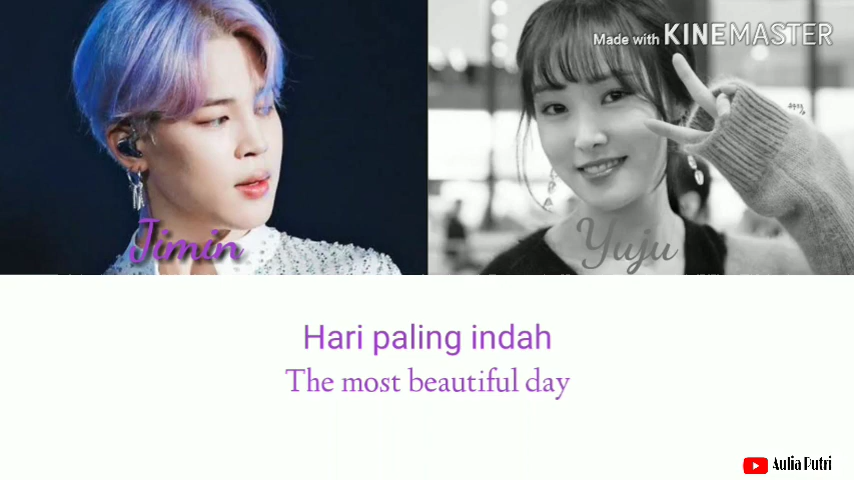 Made with KINEMASTER
Jimin
Yuju
Hari paling indah
The most beautiful day
Aulia Putri